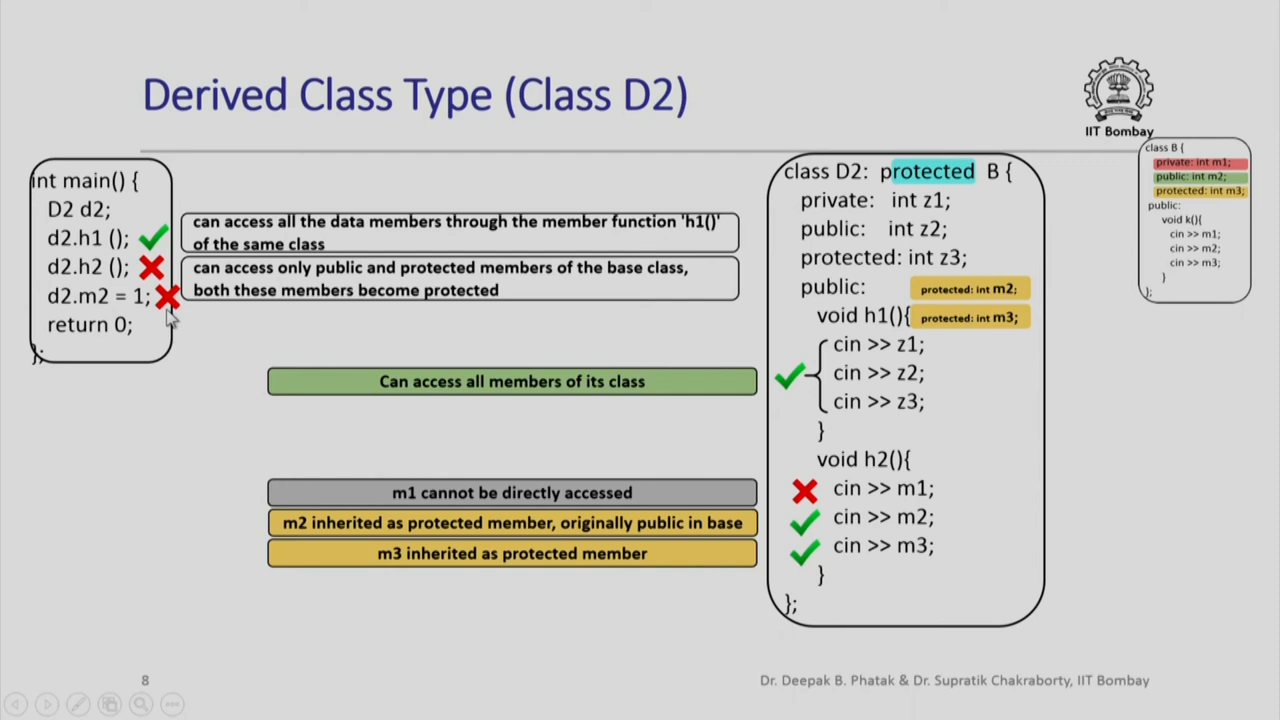 Derived Class Type (Class D2)
IIT Bombay
int main() {
D2 d2;
d2.h1 ();
d2.h2 ();
d2.m2 = 1;
return 0;
};
can access all the data members through the member function 'h1()'
of the same class
can access only public and protected members of the base class,
both these members become protected
Can access all members of its class
m1 cannot be directly accessed
m2 inherited as protected member, originally public in base
m3 inherited as protected member
class D2: protected B {
private: int z1;
public: int z2;
protected: int z3;
public:
protected: int m2;
void h1(){
protected: int m3;
cin >> z1;
cin >> z2;
cin >> z3;
}
void h2(){
cin >> m1;
cin >> m2;
cin >> m3;
}
};
class B {
private: int m1;
public: int m2;
protected: int m3;
public:
void k(){
cin >> m1;
cin >> m2;
cin >> m3;
}
};
8
Dr. Deepak B. Phatak & Dr. Supratik Chakraborty, IIT Bombay